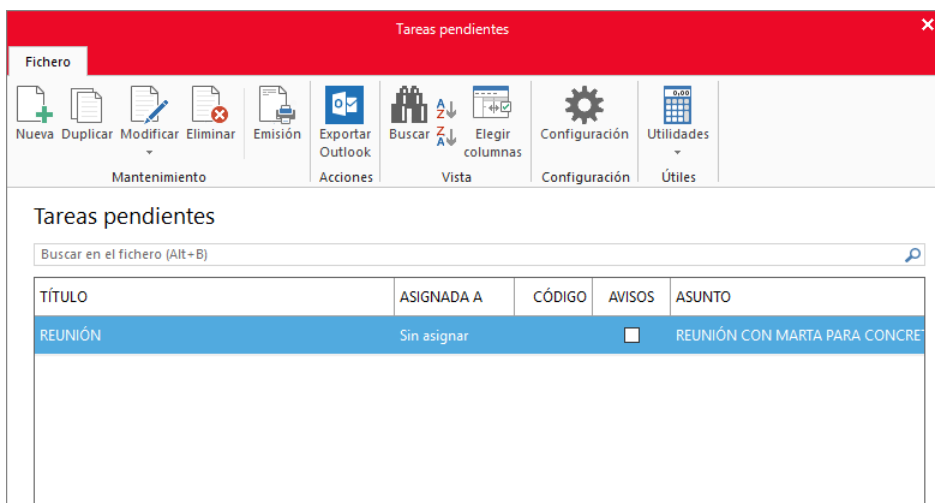 Tareas pendientes
Fichero
Nueva Duplicar Modificar Eliminar Emisión Exportar Outlook Buscar Elegir columnas Configuración Utilidades
Mantenimiento Acciones Vista Configuración Útiles
Tareas pendientes
Buscar en el fichero (Alt+B)
TÍTULO ASIGNADA A CÓDIGO AVISOS ASUNTO
REUNIÓN Sin asignar REUNIÓN CON MARTA PARA CONCRET